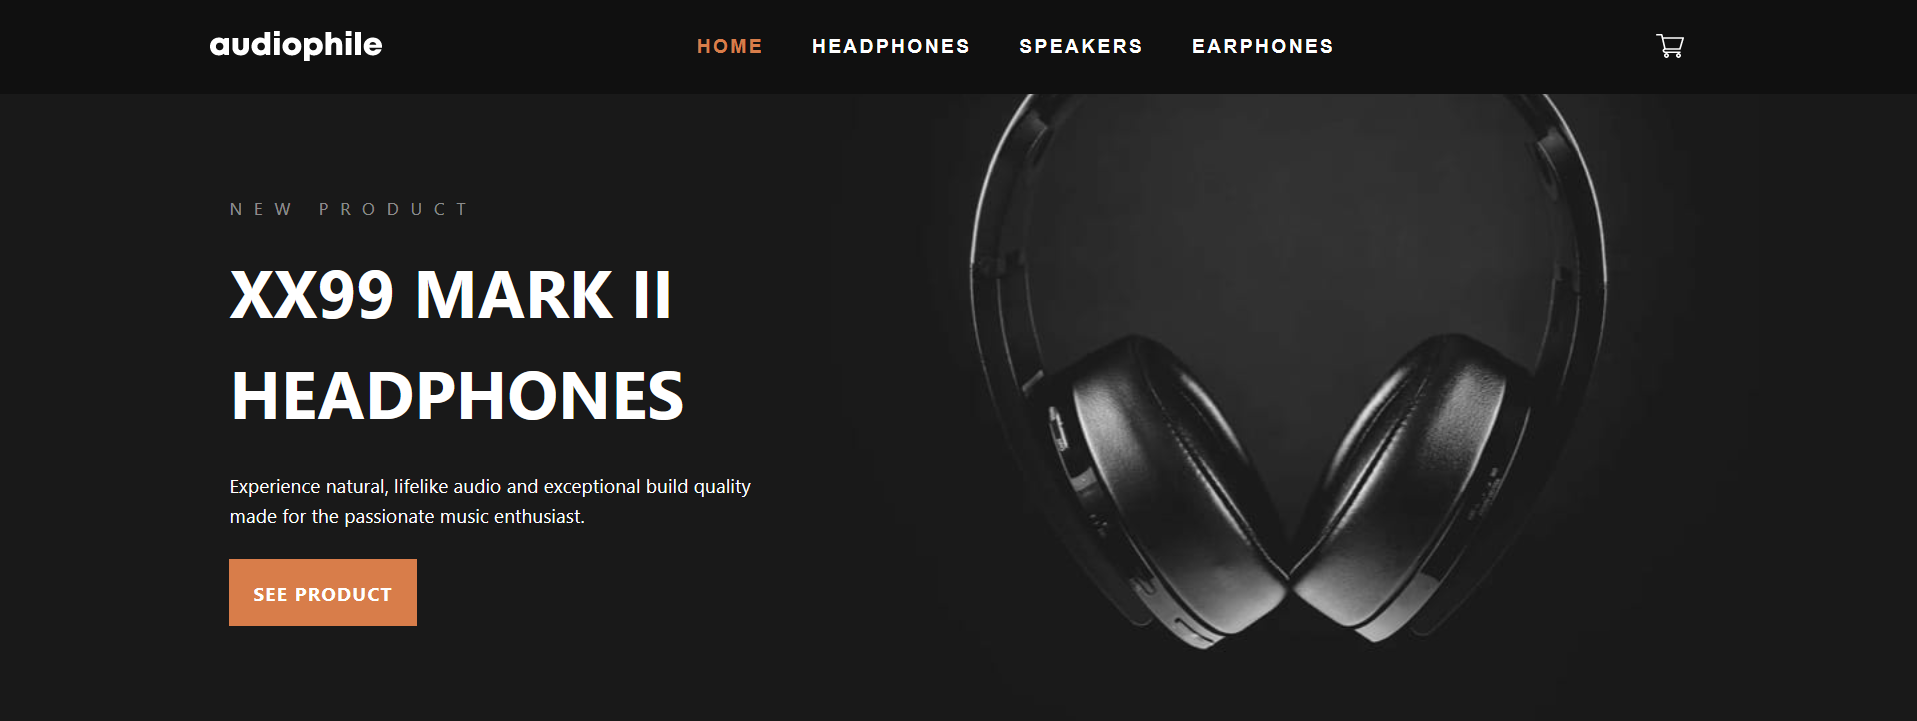 audiophile
HOME HEADPHONES SPEAKERS EARPHONES
NEW PRODUCT
XX99 MARK II
HEADPHONES
Experience natural, lifelike audio and exceptional build quality
made for the passionate music enthusiast.
SEE PRODUCT